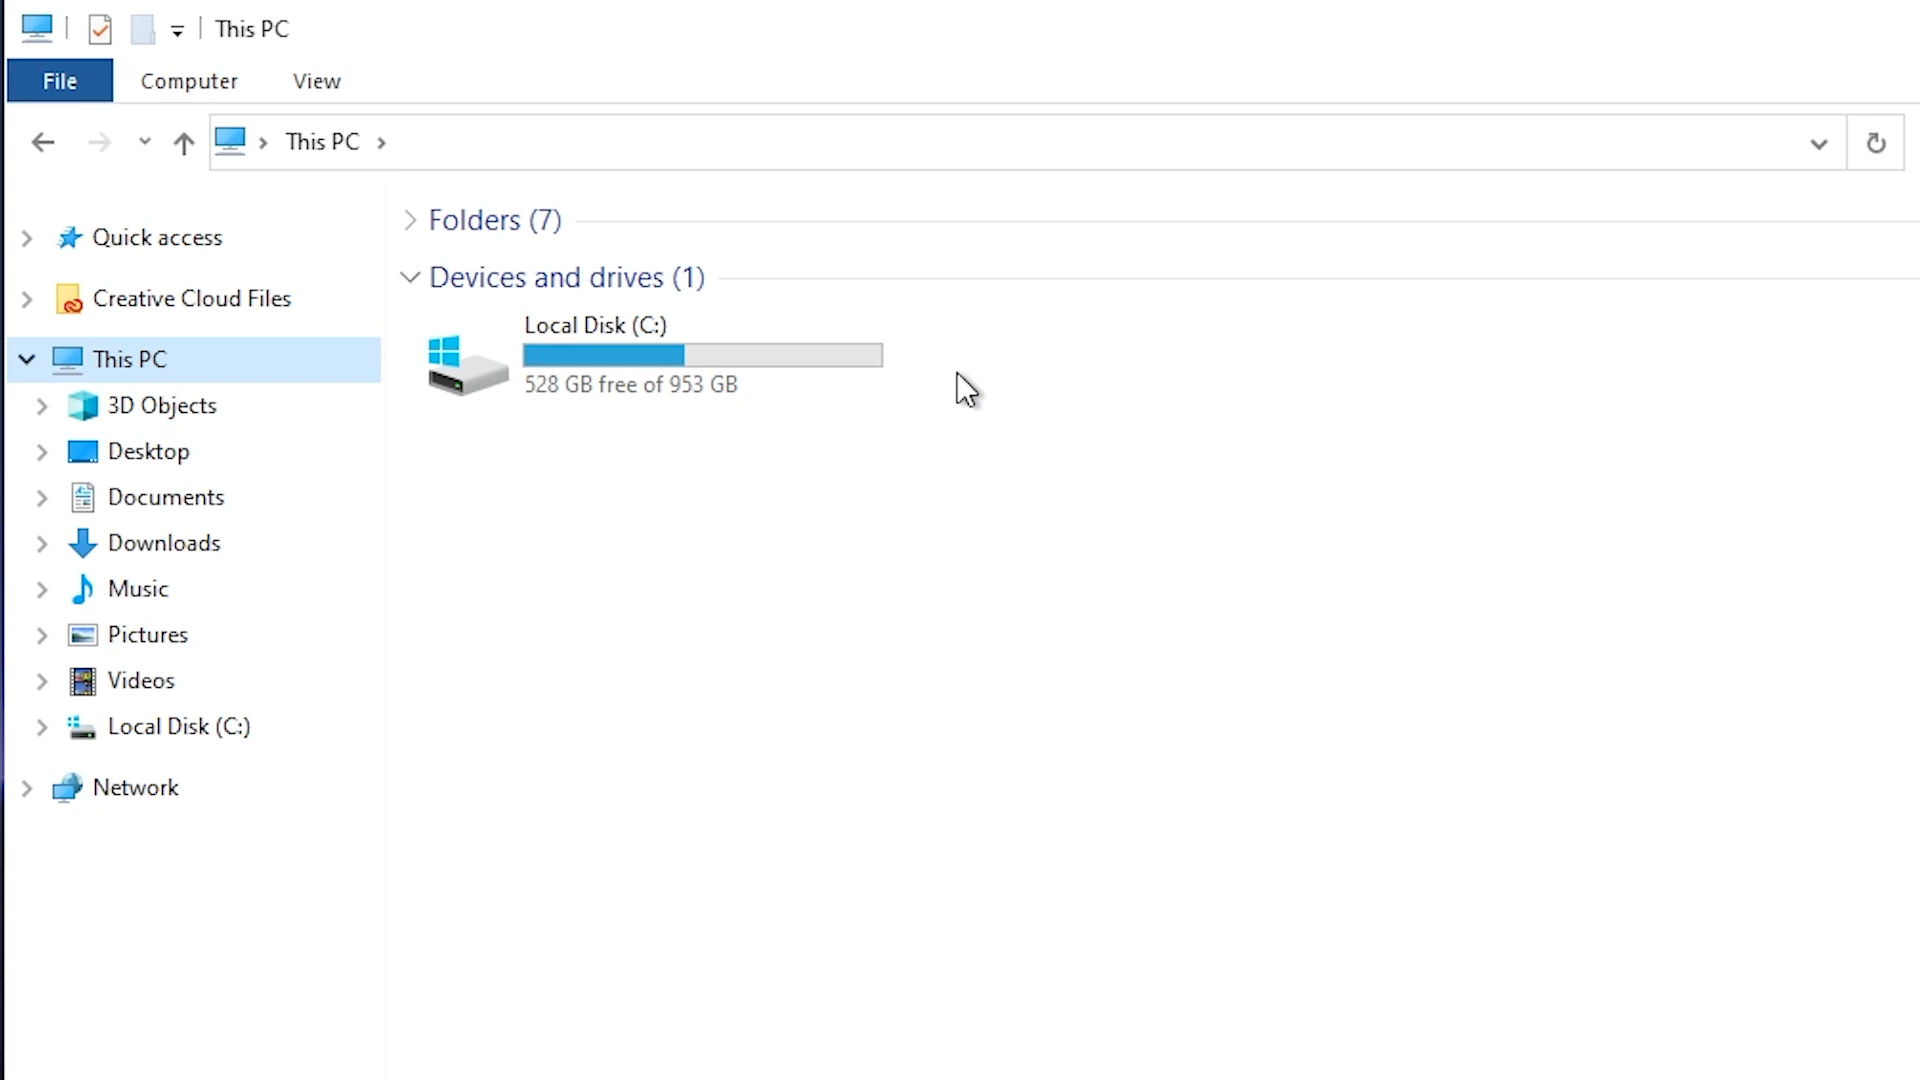 This PC
File Computer View
This PC
Quick access
Creative Cloud Files
This PC
3D Objects
Desktop
Documents
Downloads
Music
Pictures
Videos
Local Disk (C:)
Network
Folders (7)
Devices and drives (1)
Local Disk (C:)
528 GB free of 953 GB